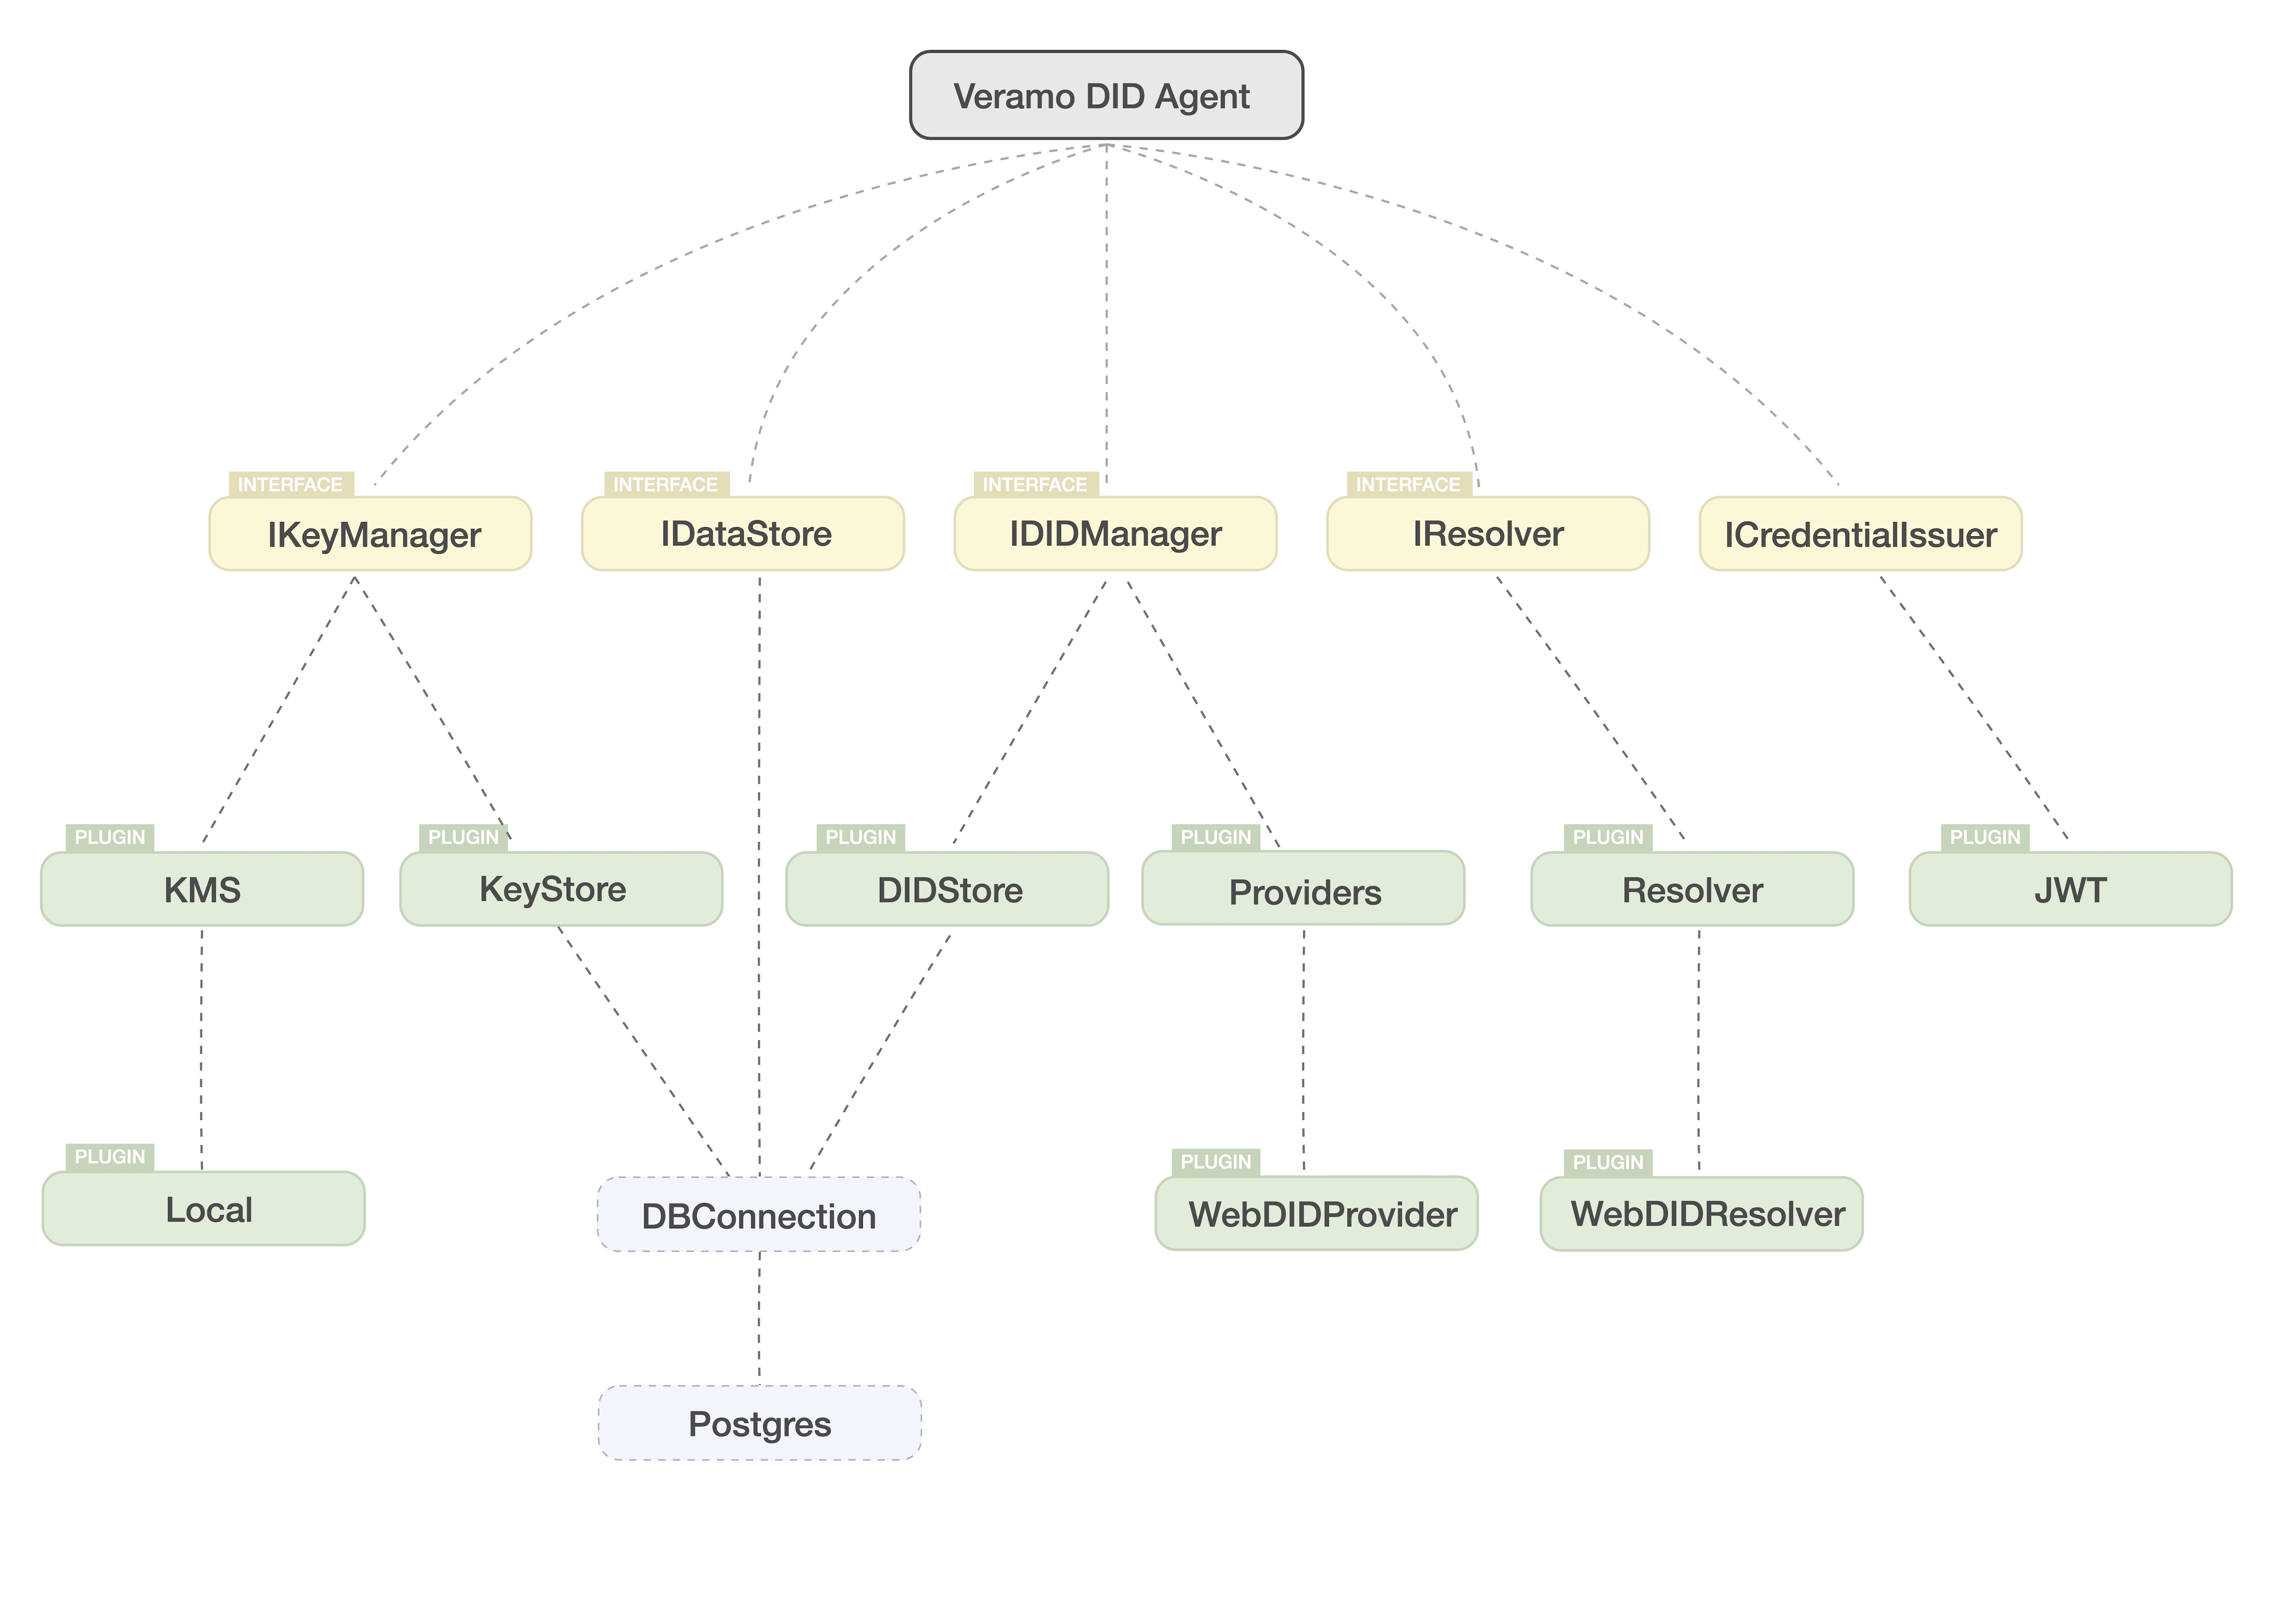 Veramo DID Agent
INTERFACE
IKeyManager
INTERFACE
IDataStore
INTERFACE
IDIDManager
INTERFACE
IResolver
ICredentialIssuer
PLUGIN
KMS
PLUGIN
KeyStore
PLUGIN
DIDStore
PLUGIN
Providers
PLUGIN
Resolver
PLUGIN
JWT
PLUGIN
Local
DBConnection
PLUGIN
WebDIDProvider
PLUGIN
WebDIDResolver
Postgres